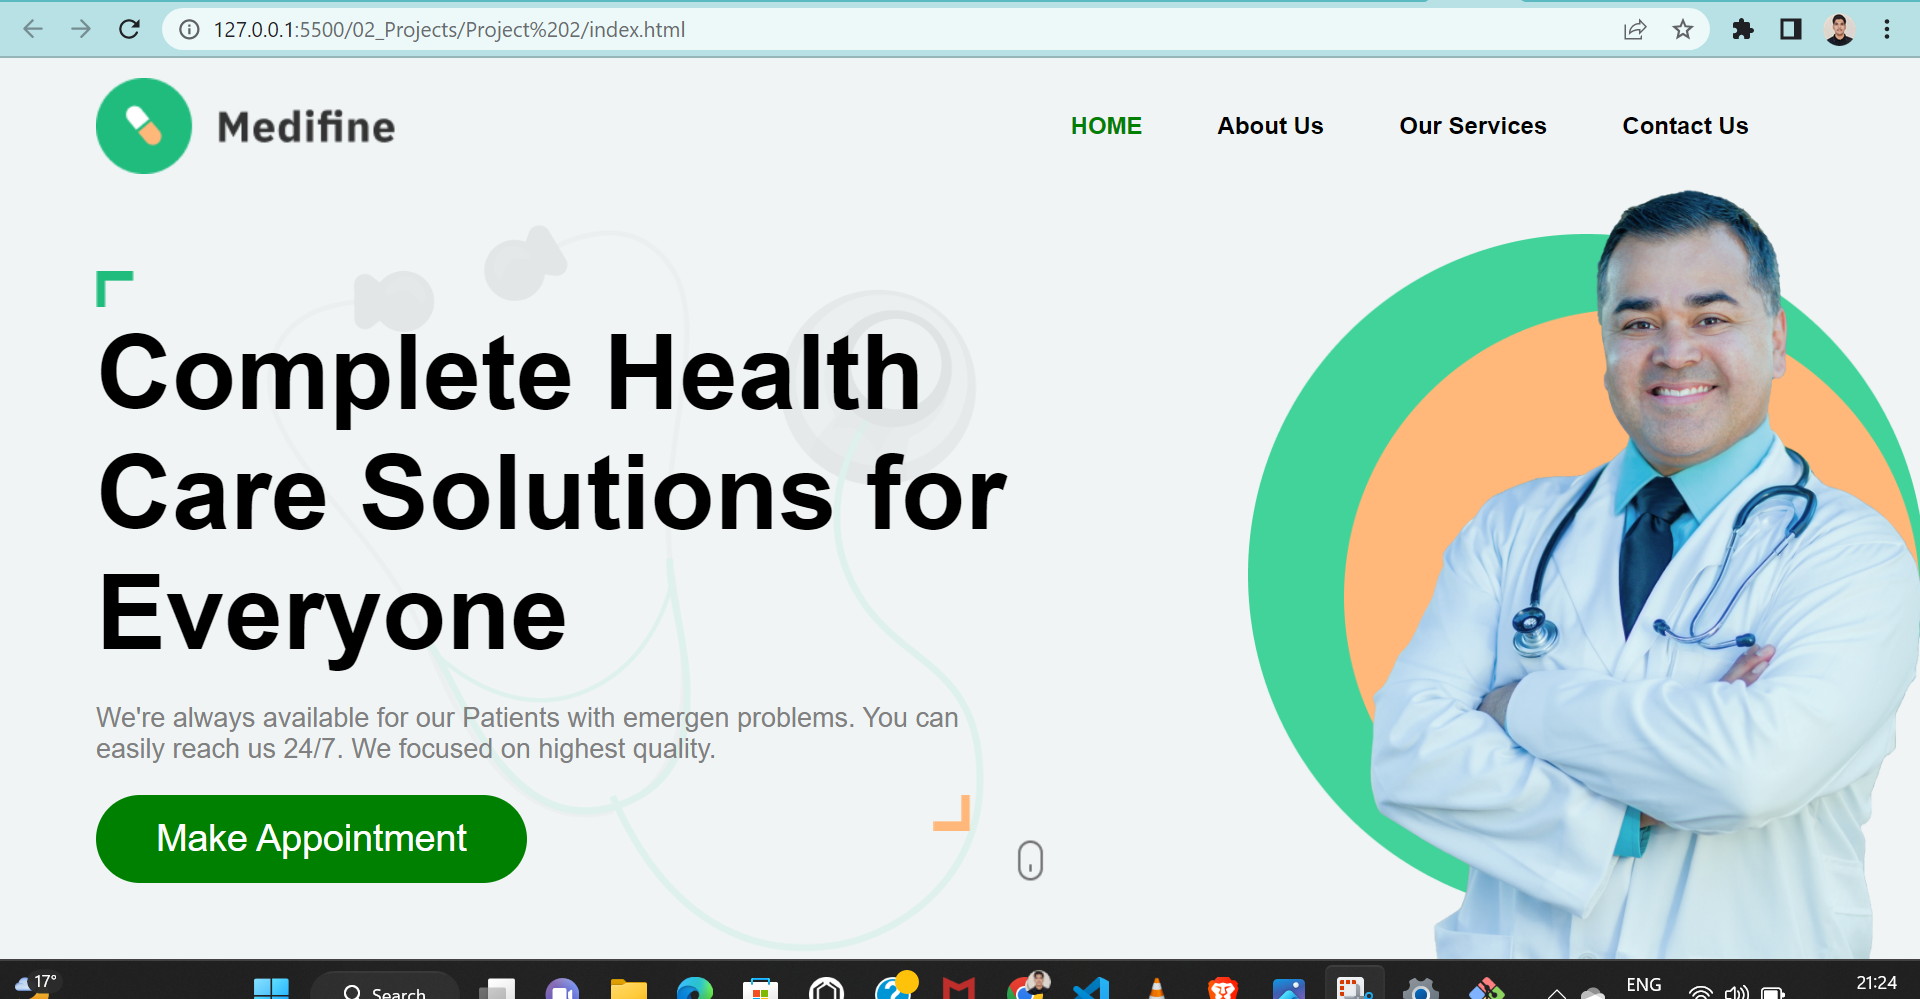 127.0.0.1:5500/02_Projects/Project%202/index.html
Medifine
HOME About Us Our Services Contact Us
Complete Health
Care Solutions for
Everyone
We're always available for our Patients with emergen problems. You can
easily reach us 24/7. We focused on highest quality.
Make Appointment
17°
Search
ENG
21:24